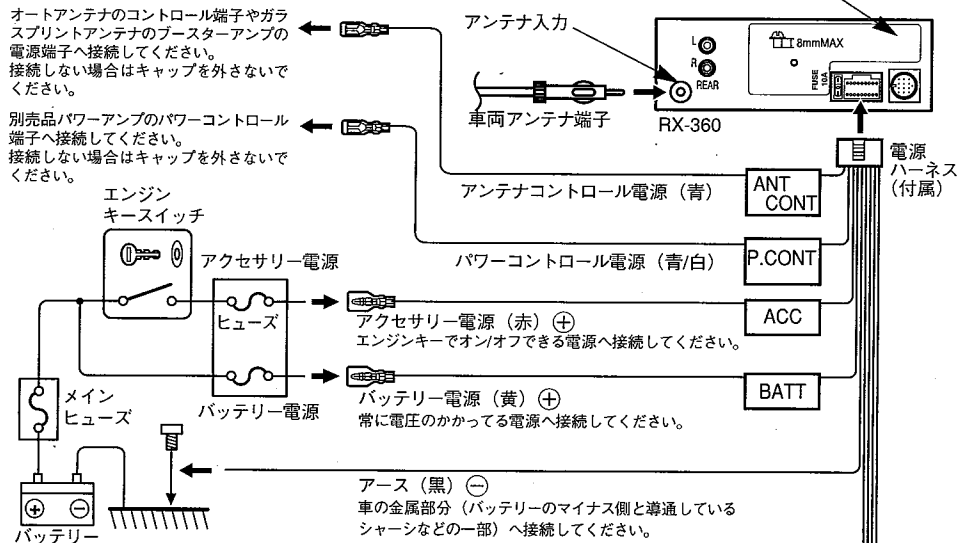 オートアンテナのコントロール端子やガラ
スプリントアンテナのブースターアンプの
電源端子へ接続してください。
接続しない場合はキャップを外さないで
ください。
別売品パワーアンプのパワーコントロール
端子へ接続してください。
接続しない場合はキャップを外さないで
ください。
アンテナ入力
車両アンテナ端子
L
R
REAR
8mmMAX
FUSE
10A
RX-360
電源
ハーネス
(付属)
アンテナコントロール電源(青)
ANT
CONT
パワーコントロール電源(青/白)
P.CONT
エンジン
キースイッチ
アクセサリー電源
ヒューズ
アクセサリー電源(赤)⊕
エンジンキーでオン/オフできる電源へ接続してください。
ACC
バッテリー電源
バッテリー電源(黄)⊕
常に電圧のかかってる電源へ接続してください。
BATT
メイン
ヒューズ
アース(黒)⊖
車の金属部分(バッテリーのマイナス側と導通している
シャーシなどの一部)へ接続してください。
⊕ ⊖
バッテリー